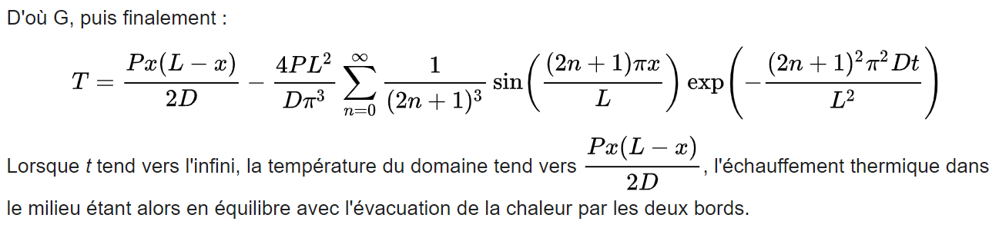 D'où G, puis finalement :
T = \frac{Px(L - x)}{2D} - \frac{4PL^2}{D\pi^3} \sum_{n=0}^{\infty} \frac{1}{(2n + 1)^3} \sin\left(\frac{(2n + 1)\pi x}{L}\right) \exp\left(-\frac{(2n + 1)^2\pi^2 Dt}{L^2}\right)
Lorsque t tend vers l'infini, la température du domaine tend vers \frac{Px(L - x)}{2D}, l'échauffement thermique dans
le milieu étant alors en équilibre avec l'évacuation de la chaleur par les deux bords.